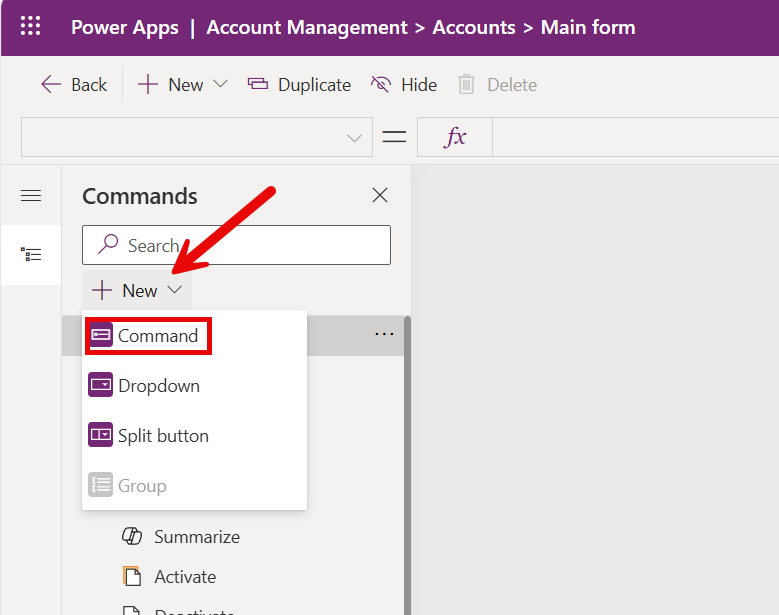 Power Apps | Account Management > Accounts > Main form
Back New Duplicate Hide Delete
= fx
Commands
Search
New
Command
Dropdown
Split button
Group
Summarize
Activate
Deactivate